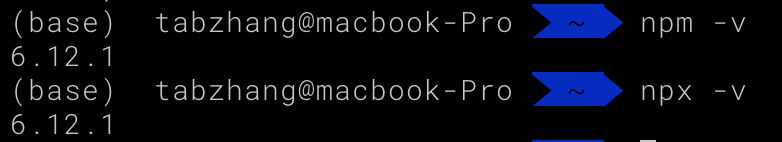 (base) tabzhang@macbook-Pro ~ npm -v
6.12.1
(base) tabzhang@macbook-Pro ~ npx -v
6.12.1